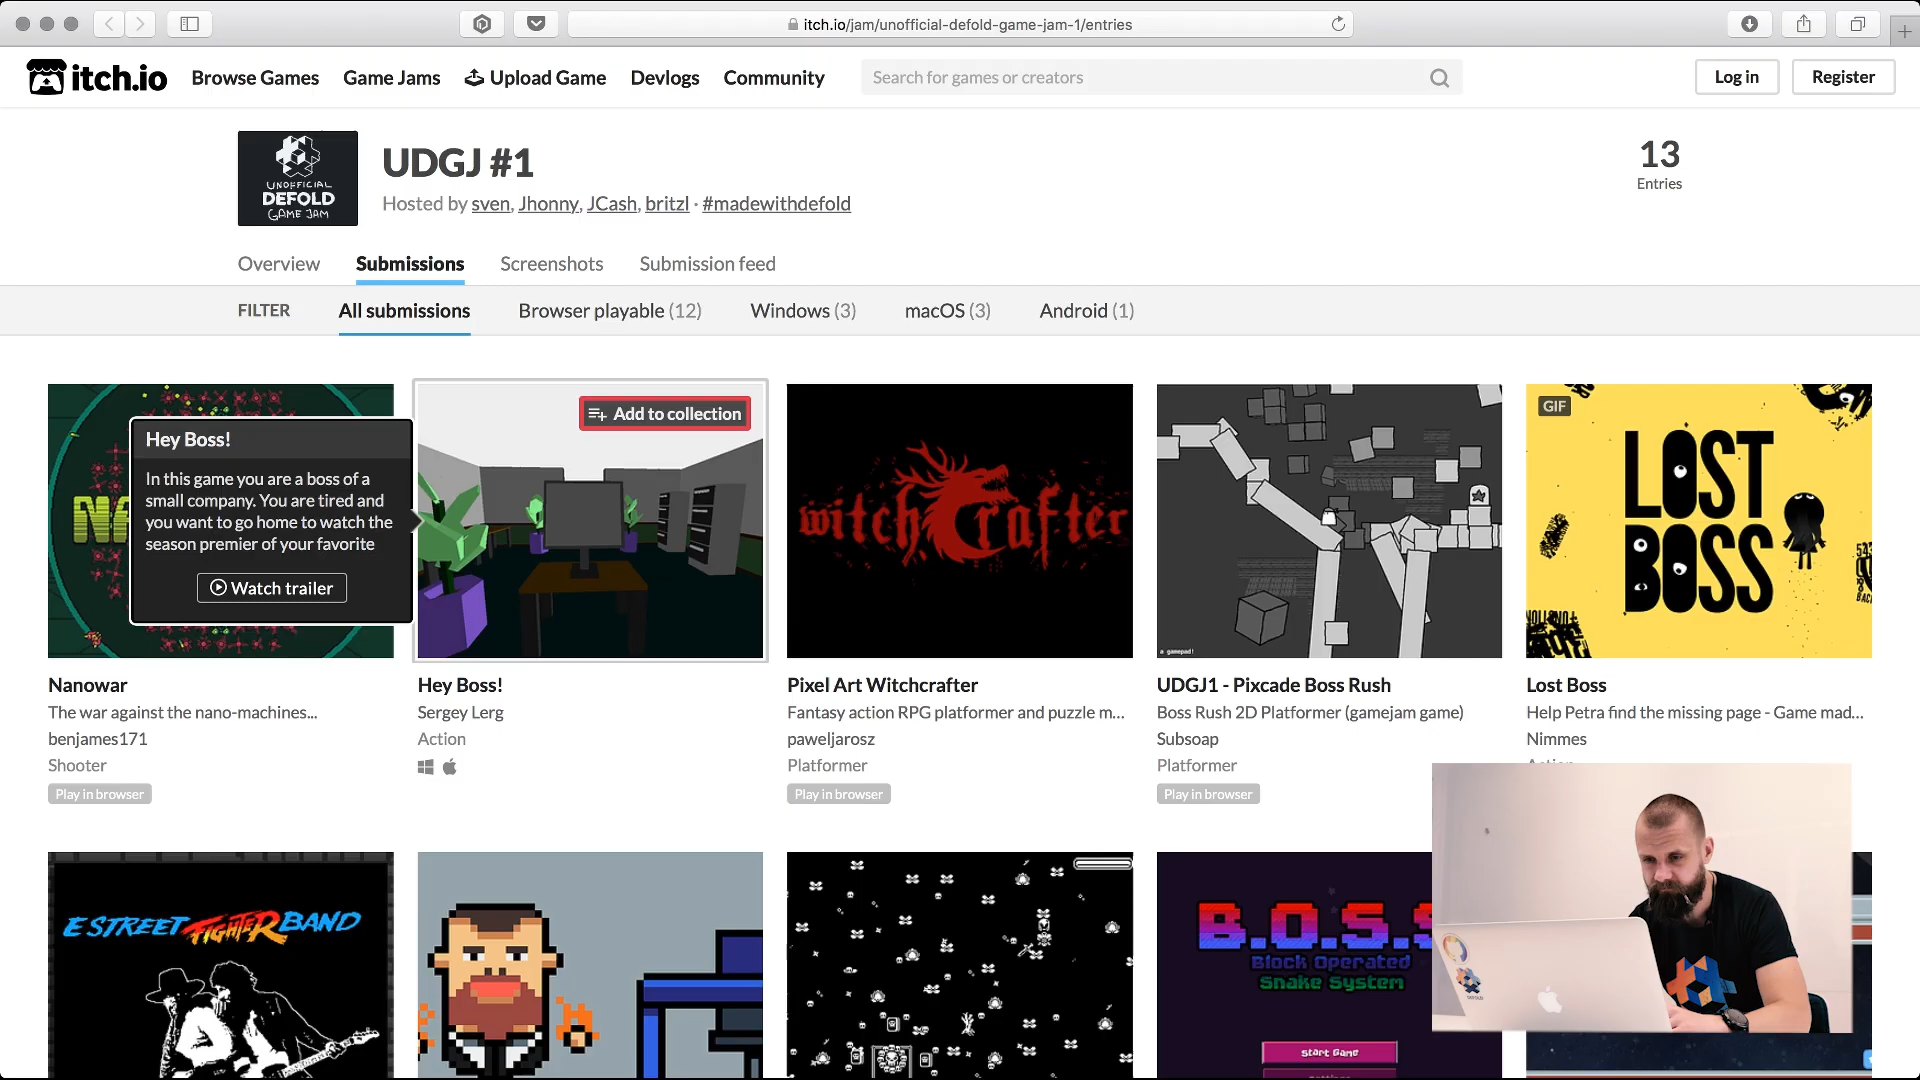 itch.io/jam/unofficial-defold-game-jam-1/entries
itch.io Browse Games Game Jams Upload Game Devlogs Community Search for games or creators Log in Register
UNOFFICIAL
DEFOLD
GAME JAM
UDGJ #1
Hosted by sven, Jhonny, JCash, britzl · #madewithdefold
13
Entries
Overview Submissions Screenshots Submission feed
FILTER All submissions Browser playable (12) Windows (3) macOS (3) Android (1)
Hey Boss!
In this game you are a boss of a
small company. You are tired and
you want to go home to watch the
season premier of your favorite
Watch trailer
Add to collection
witchcrafter
a gamepad!
GIF
LOST
BOSS
Nanowar
The war against the nano-machines...
benjames171
Shooter
Play in browser
Hey Boss!
Sergey Lerg
Action
Pixel Art Witchcrafter
Fantasy action RPG platformer and puzzle m...
paweljarosz
Platformer
Play in browser
UDGJ1 - Pixcade Boss Rush
Boss Rush 2D Platformer (gamejam game)
Subsoap
Platformer
Play in browser
Lost Boss
Help Petra find the missing page - Game mad...
Nimmes
E STREET FIGHTER BAND
B.O.S.S
Block Operated
Snake System
Start Game